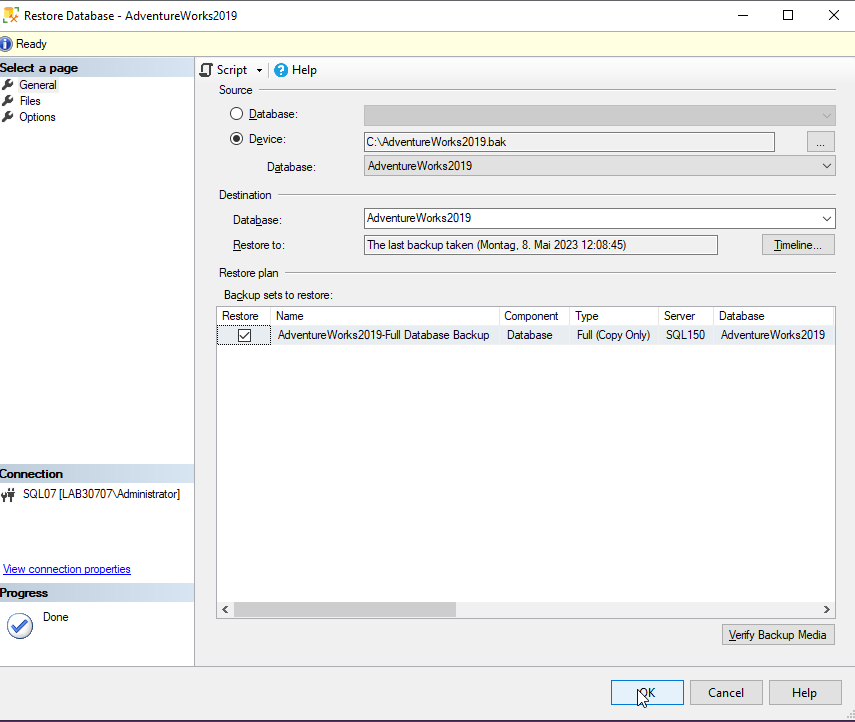 Restore Database - AdventureWorks2019
Ready
Select a page
General
Files
Options
Script
Help
Source
Database:
Device:
C:\AdventureWorks2019.bak
...
Database:
AdventureWorks2019
Destination
Database:
AdventureWorks2019
Restore to:
The last backup taken (Montag, 8. Mai 2023 12:08:45)
Timeline...
Restore plan
Backup sets to restore:
Restore Name Component Type Server Database
AdventureWorks2019-Full Database Backup Database Full (Copy Only) SQL150 AdventureWorks2019
Connection
SQL07 [LAB30707\Administrator]
View connection properties
Progress
Done
Verify Backup Media
OK
Cancel
Help